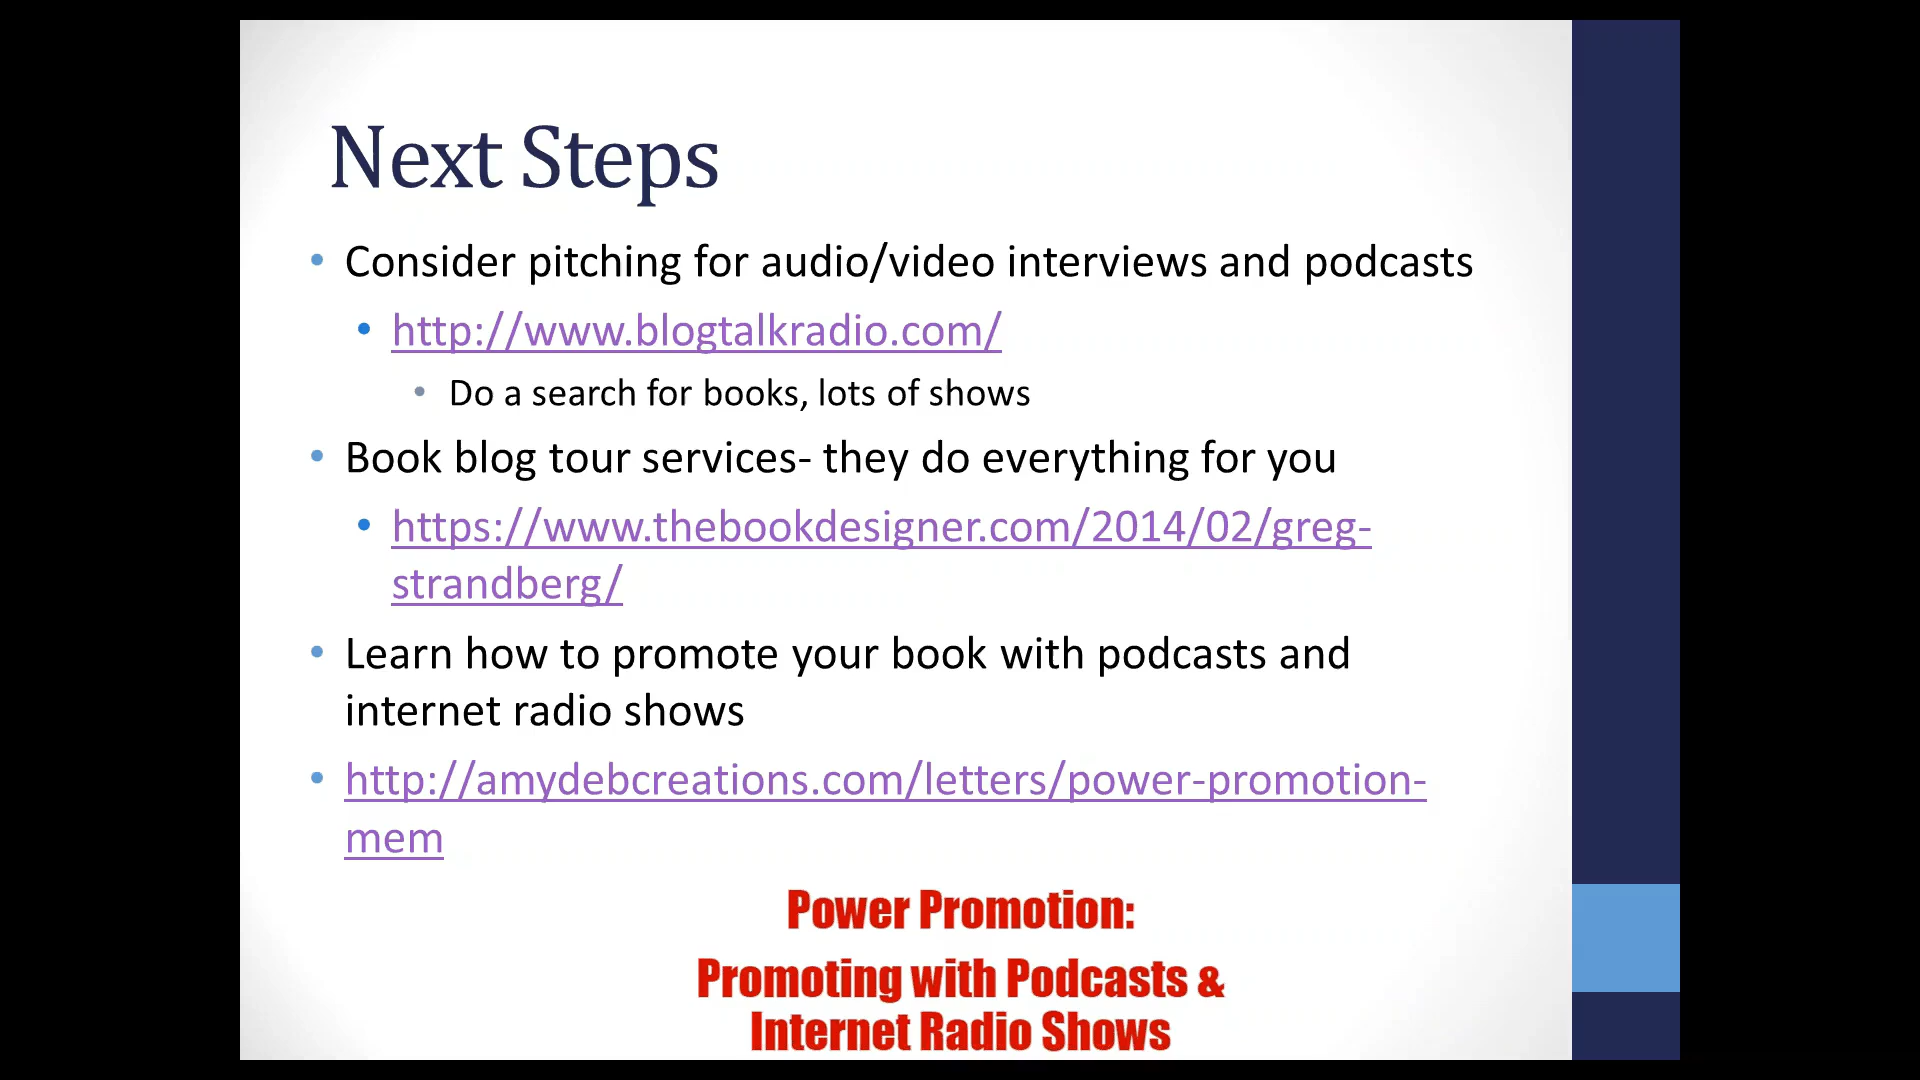 Next Steps
• Consider pitching for audio/video interviews and podcasts
• http://www.blogtalkradio.com/
• Do a search for books, lots of shows
• Book blog tour services- they do everything for you
• https://www.thebookdesigner.com/2014/02/greg-
strandberg/
• Learn how to promote your book with podcasts and
internet radio shows
• http://amydebcreations.com/letters/power-promotion-
mem
Power Promotion:
Promoting with Podcasts &
Internet Radio Shows